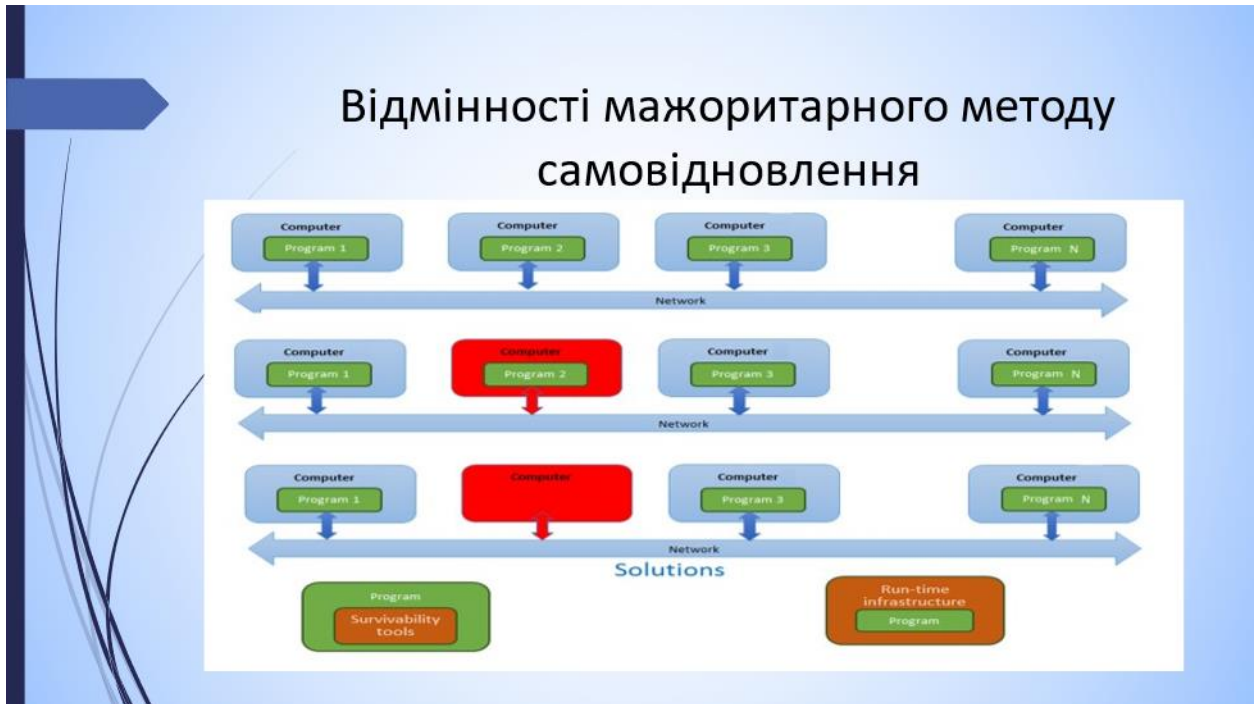 Відмінності мажоритарного методу
самовідновлення
Computer Computer Computer Computer
Program 1 Program 2 Program 3 Program N
Network
Computer Computer Computer Computer
Program 1 Program 2 Program 3 Program N
Network
Computer Computer Computer Computer
Program 1 Program 3 Program N
Network
Solutions
Program
Survivability
tools
Run-time
infrastructure
Program